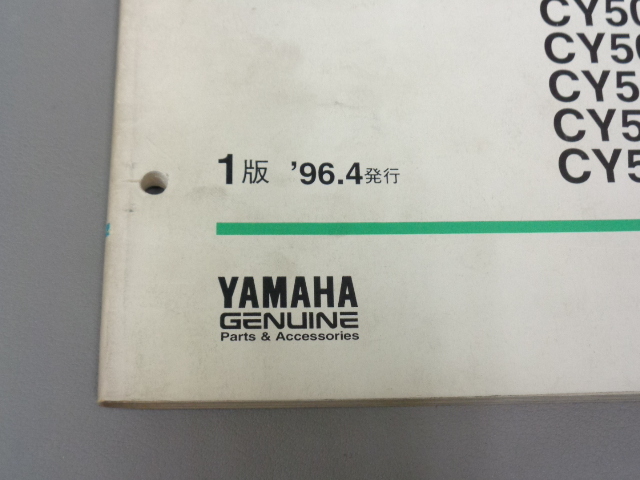 CY50
CY50
CY5
CY5
CY5
1版 '96.4発行
YAMAHA
GENUINE
Parts & Accessories